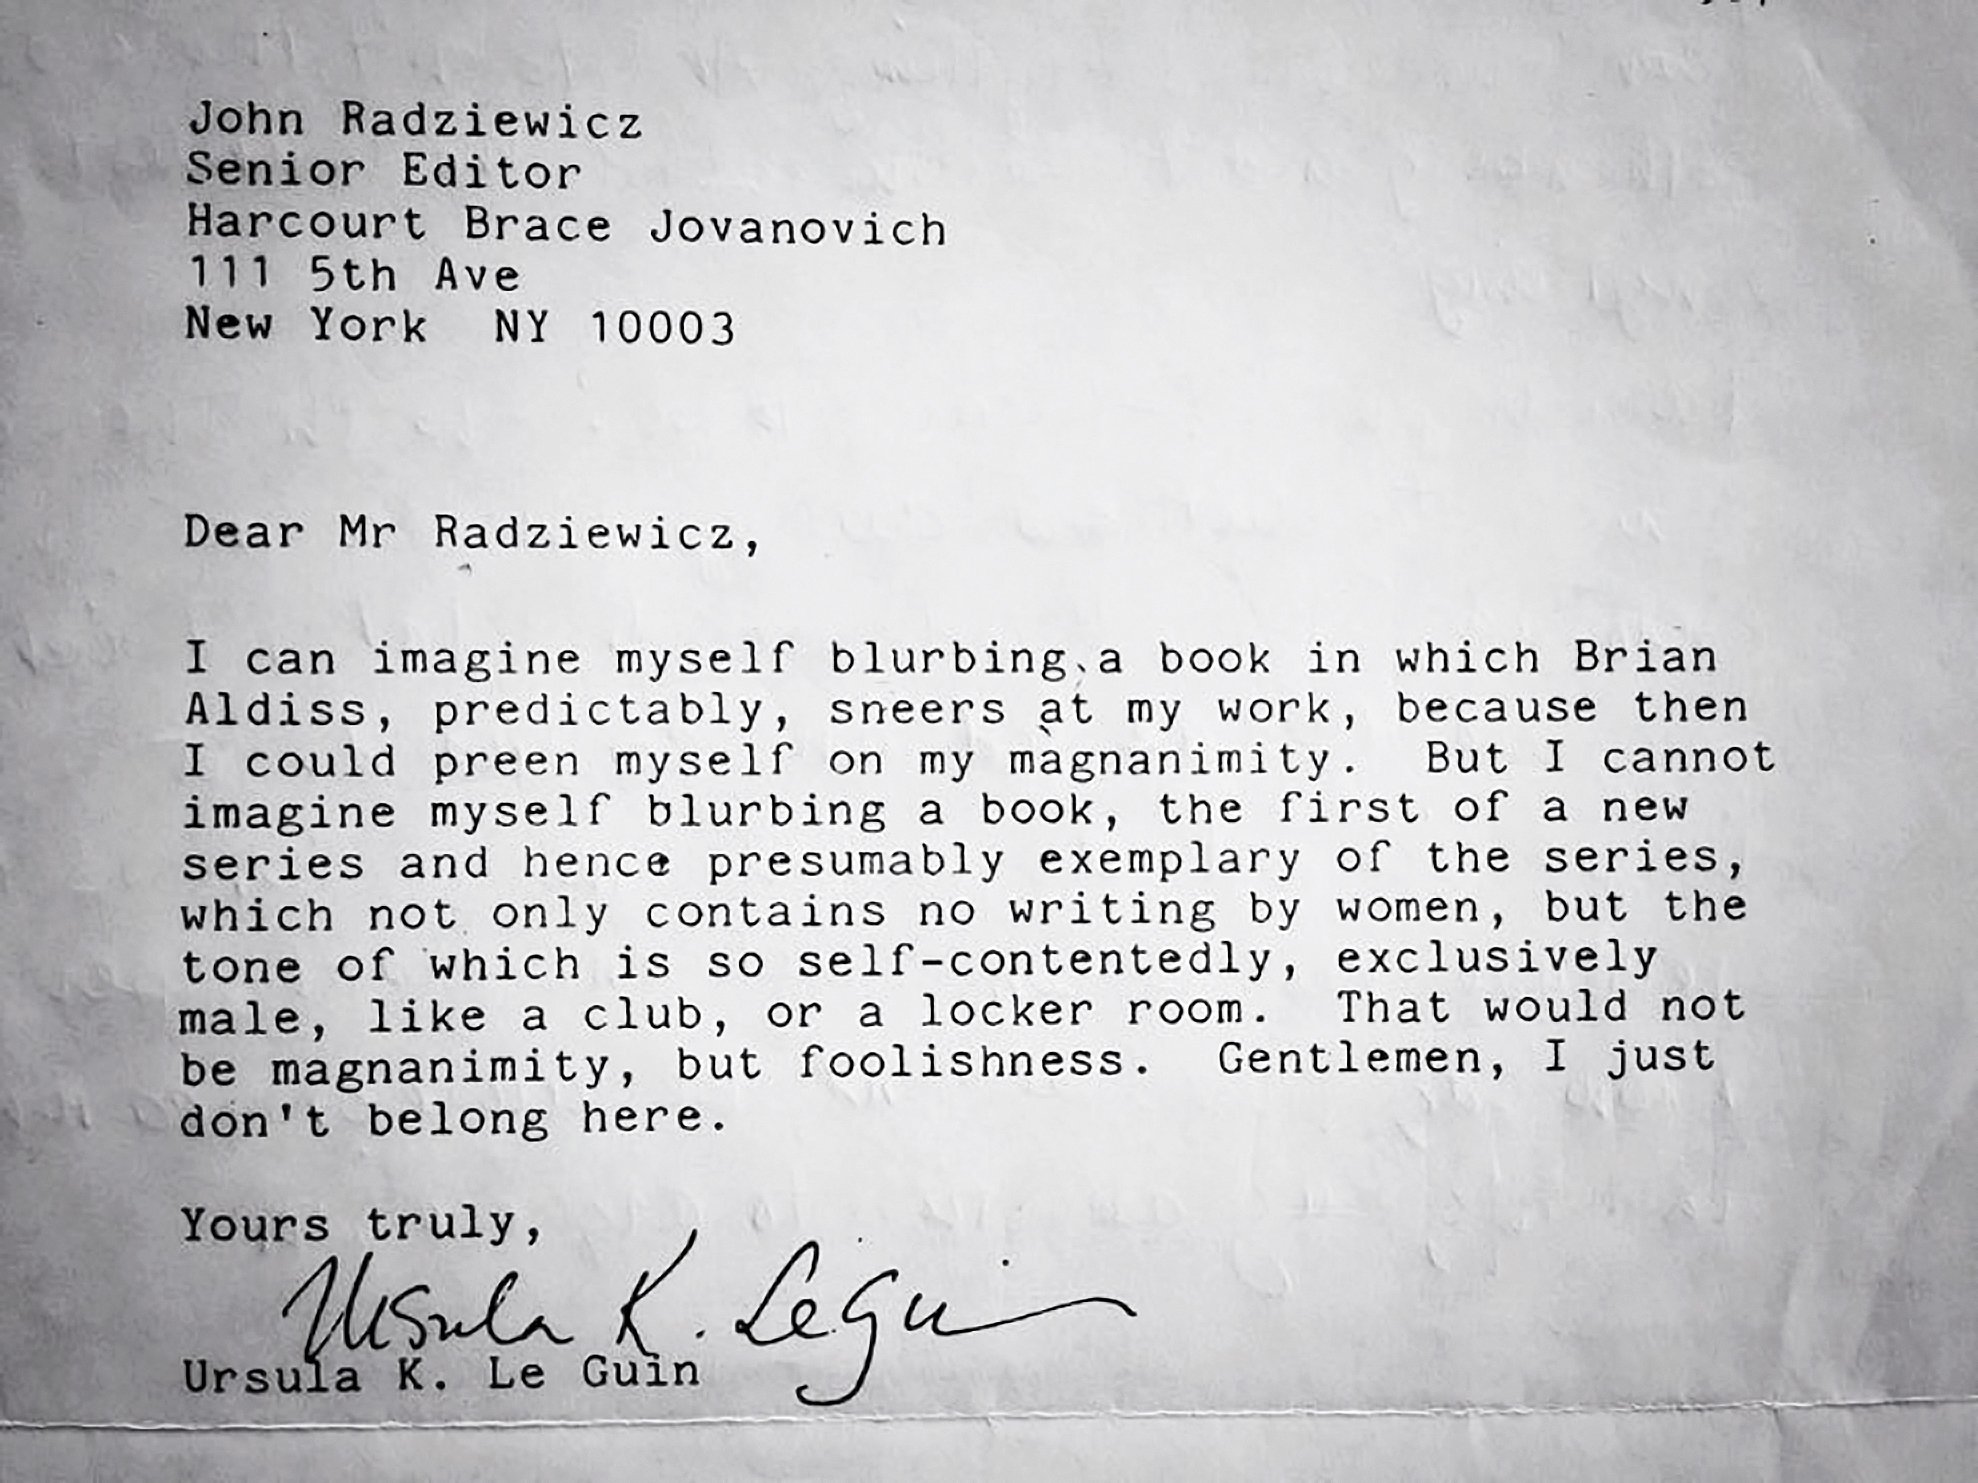 John Radziewicz
Senior Editor
Harcourt Brace Jovanovich
111 5th Ave
New York  NY 10003
Dear Mr Radziewicz,
I can imagine myself blurbing a book in which Brian
Aldiss, predictably, sneers at my work, because then
I could preen myself on my magnanimity.  But I cannot
imagine myself blurbing a book, the first of a new
series and hence presumably exemplary of the series,
which not only contains no writing by women, but the
tone of which is so self-contentedly, exclusively
male, like a club, or a locker room.  That would not
be magnanimity, but foolishness.  Gentlemen, I just
don't belong here.
Yours truly,
Ursula K. Le Guin
Ursula K. Le Guin